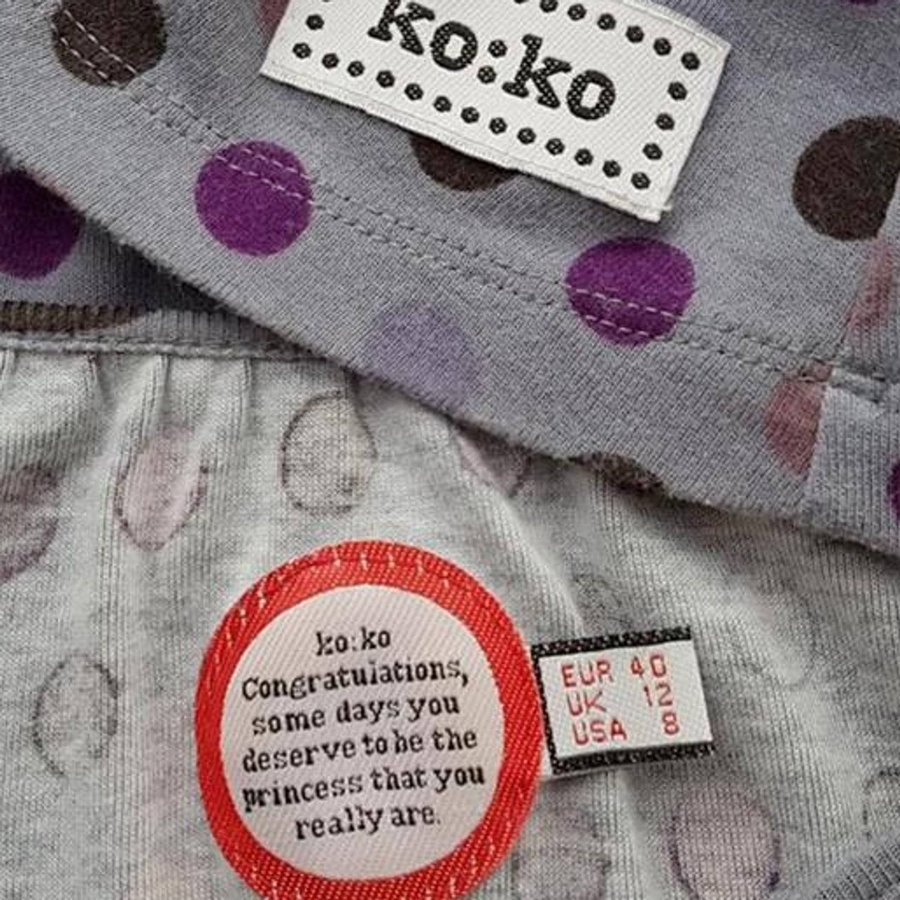 ko:ko
ko:ko
Congratulations,
some days you
deserve to be the
princess that you
really are.
EUR 40
UK 12
USA 8